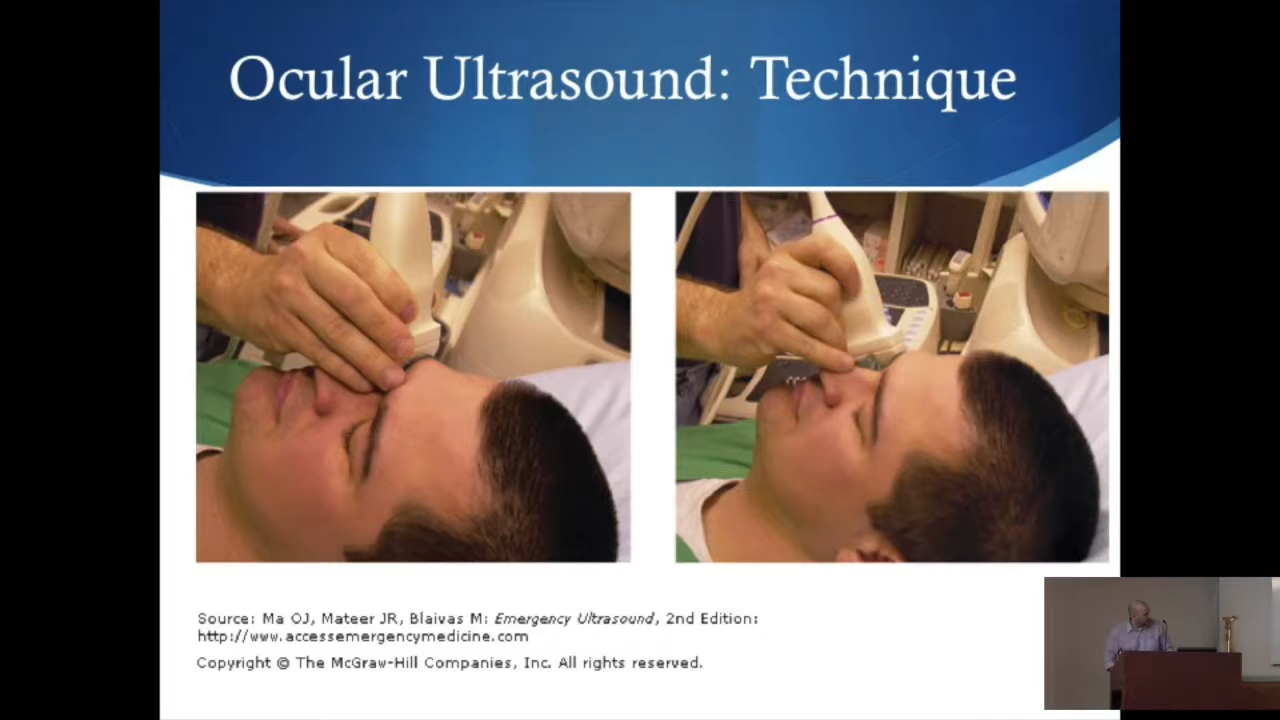 Ocular Ultrasound: Technique
Source: Ma OJ, Mateer JR, Blaivas M: Emergency Ultrasound, 2nd Edition:
http://www.accessemergencymedicine.com
Copyright © The McGraw-Hill Companies, Inc. All rights reserved.